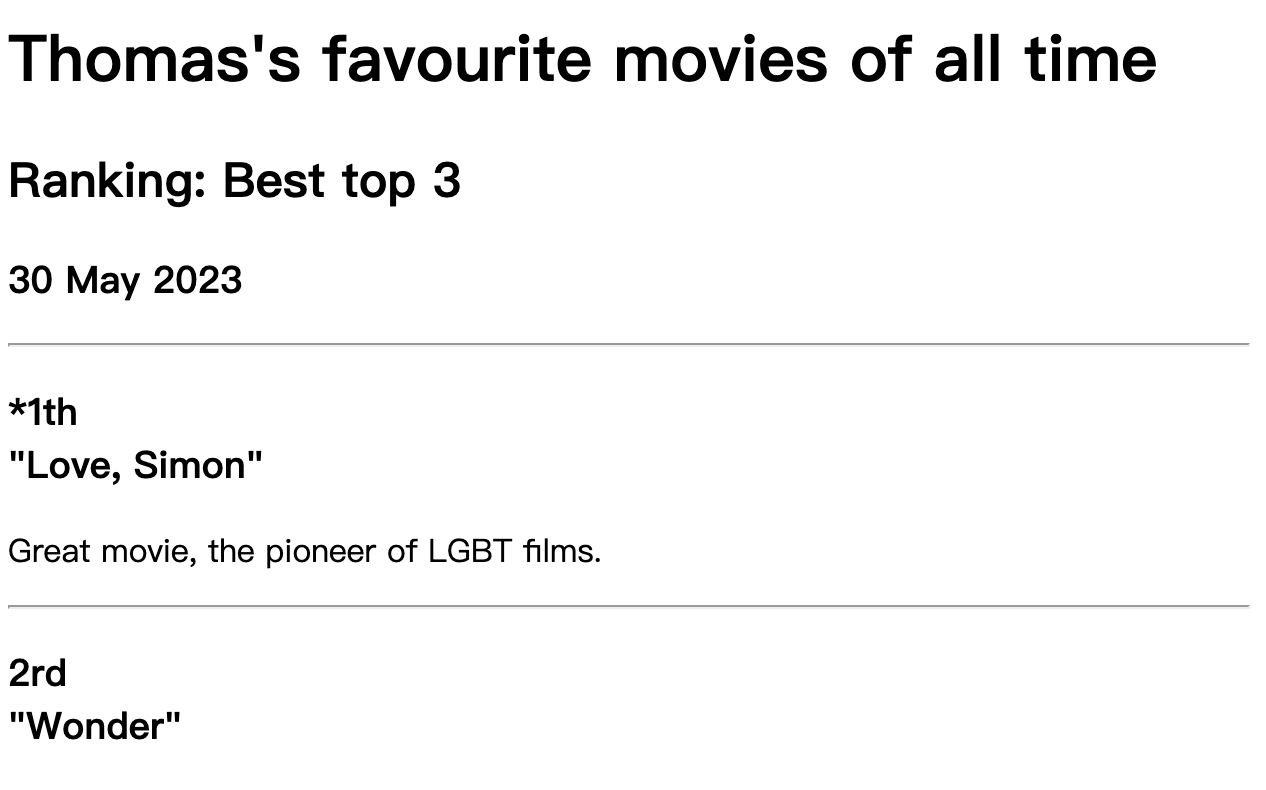 Thomas's favourite movies of all time
Ranking: Best top 3
30 May 2023
*1th
"Love, Simon"
Great movie, the pioneer of LGBT films.
2rd
"Wonder"